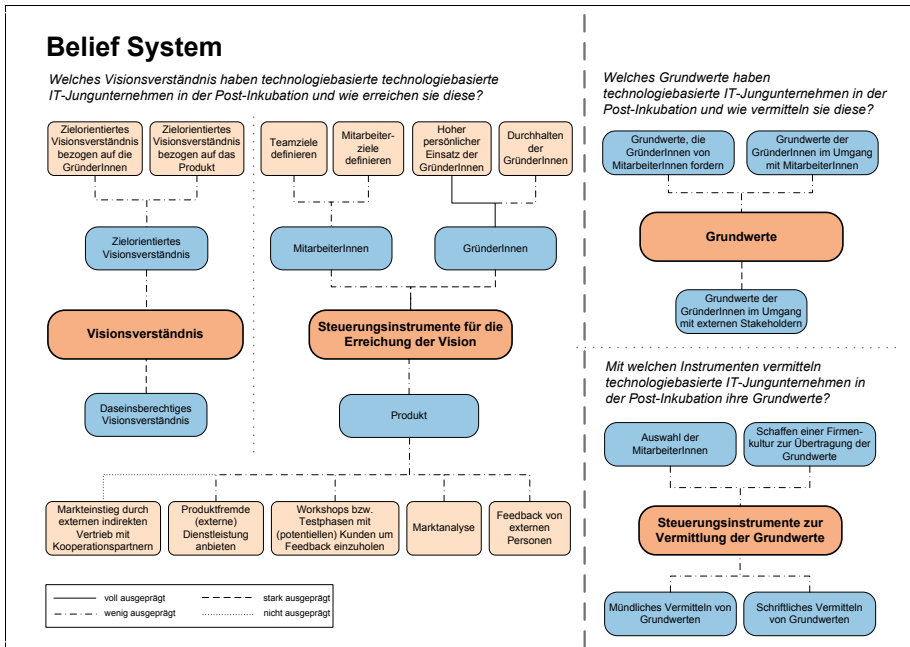 Belief System
Welches Visionsverständnis haben technologiebasierte technologiebasierte
IT-Jungunternehmen in der Post-Inkubation und wie erreichen sie diese?
Zielorientiertes
Visionsverständnis
bezogen auf die
GründerInnen
Zielorientiertes
Visionsverständnis
bezogen auf das
Produkt
Teamziele
definieren
Mitarbeiter-
ziele
definieren
Hoher
persönlicher
Einsatz der
GründerInnen
Durchhalten
der
GründerInnen
Zielorientiertes
Visionsverständnis
MitarbeiterInnen
GründerInnen
Visionsverständnis
Steuerungsinstrumente für die
Erreichung der Vision
Daseinsberechtiges
Visionsverständnis
Produkt
Markteinstieg durch
externen indirekten
Vertrieb mit
Kooperationspartnern
Produktfremde
(externe)
Dienstleistung
anbieten
Workshops bzw.
Testphasen mit
(potentiellen) Kunden um
Feedback einzuholen
Marktanalyse
Feedback von
externen
Personen
voll ausgeprägt
stark ausgeprägt
wenig ausgeprägt
nicht ausgeprägt
Welches Grundwerte haben
technologiebasierte IT-Jungunternehmen in der
Post-Inkubation und wie vermitteln sie diese?
Grundwerte, die
GründerInnen von
MitarbeiterInnen fordern
Grundwerte der
GründerInnen im Umgang
mit MitarbeiterInnen
Grundwerte
Grundwerte der
GründerInnen im Umgang
mit externen Stakeholdern
Mit welchen Instrumenten vermitteln
technologiebasierte IT-Jungunternehmen in
der Post-Inkubation ihre Grundwerte?
Auswahl der
MitarbeiterInnen
Schaffen einer Firmen-
kultur zur Übertragung der
Grundwerte
Steuerungsinstrumente zur
Vermittlung der Grundwerte
Mündliches Vermitteln von
Grundwerten
Schriftliches Vermitteln
von Grundwerten